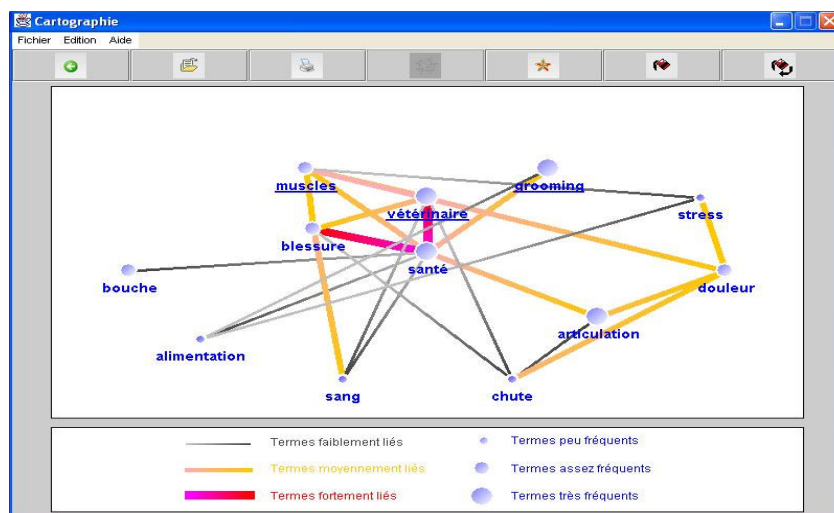 Cartographie
Fichier Edition Aide
muscles
grooming
vétérinaire
stress
blessure
santé
bouche
douleur
articulation
alimentation
sang
chute
Termes faiblement liés
Termes peu fréquents
Termes moyennement liés
Termes assez fréquents
Termes fortement liés
Termes très fréquents